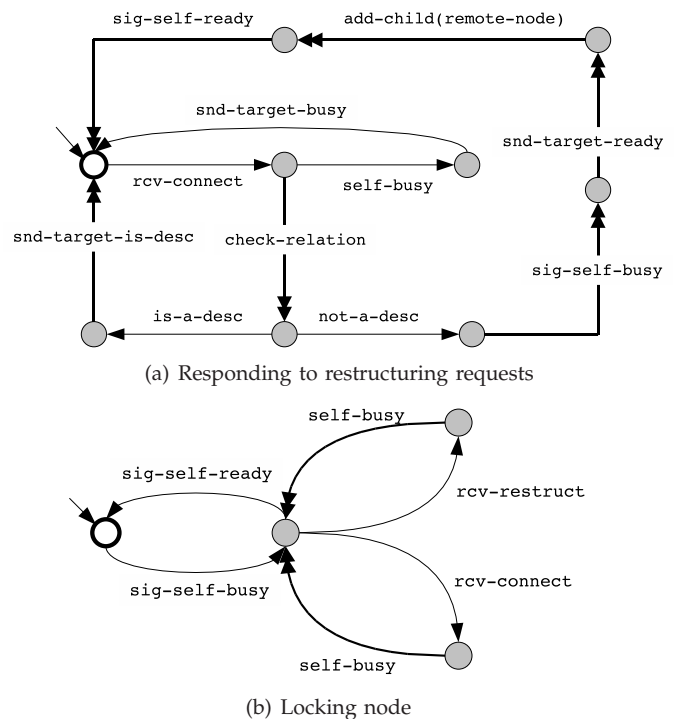 sig-self-ready
add-child(remote-node)
snd-target-busy
snd-target-ready
rcv-connect
self-busy
snd-target-is-desc
check-relation
sig-self-busy
is-a-desc
not-a-desc
(a) Responding to restructuring requests
self-busy
sig-self-ready
rcv-restruct
rcv-connect
sig-self-busy
self-busy
(b) Locking node